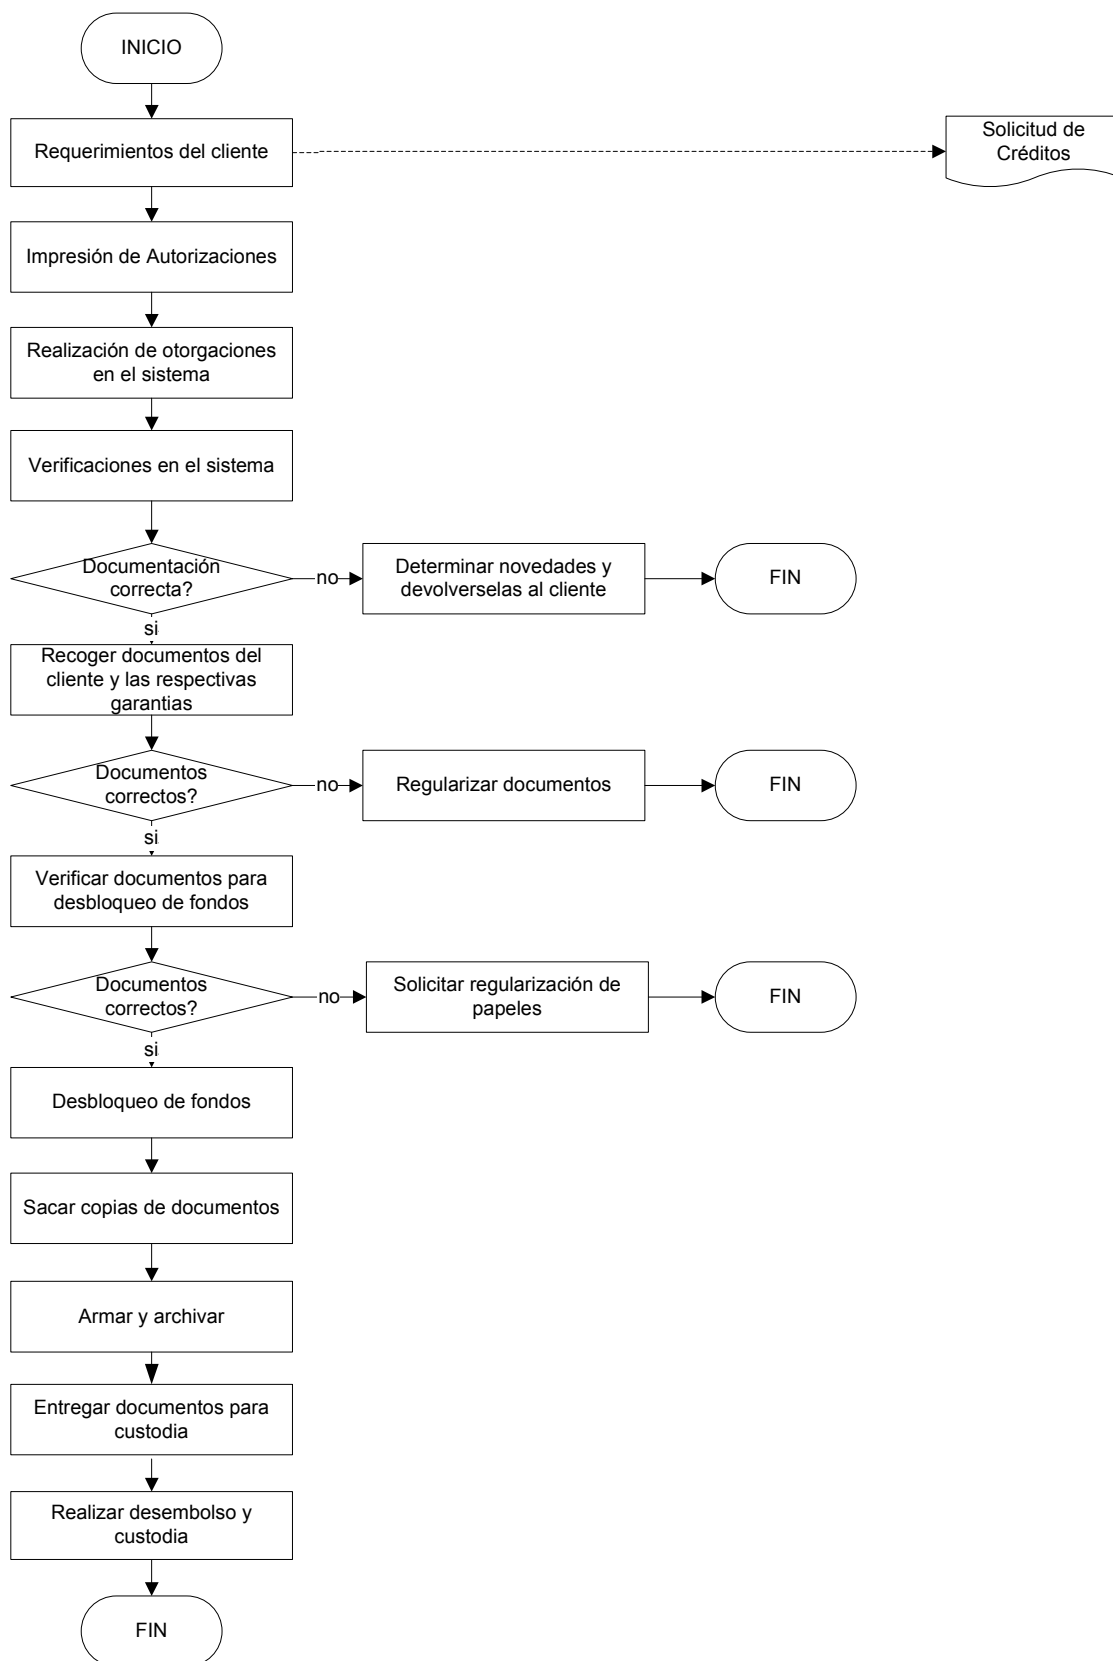 INICIO
Requerimientos del cliente
Solicitud de
Créditos
Impresión de Autorizaciones
Realización de otorgaciones
en el sistema
Verificaciones en el sistema
Documentación
correcta?
no
Determinar novedades y
devolverselas al cliente
FIN
si
Recoger documentos del
cliente y las respectivas
garantias
Documentos
correctos?
no
Regularizar documentos
FIN
si
Verificar documentos para
desbloqueo de fondos
Documentos
correctos?
no
Solicitar regularización de
papeles
FIN
si
Desbloqueo de fondos
Sacar copias de documentos
Armar y archivar
Entregar documentos para
custodia
Realizar desembolso y
custodia
FIN